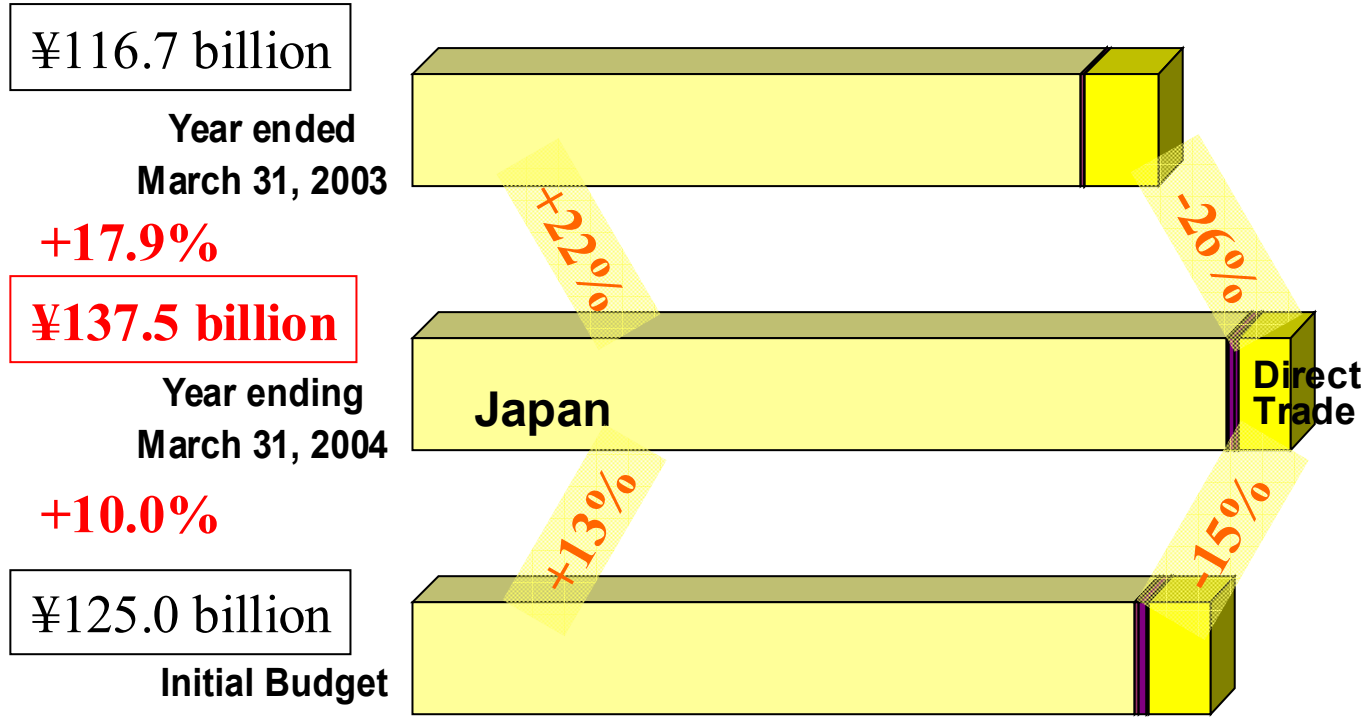 ¥116.7 billion
Year ended
March 31, 2003
+22%
-26%
+17.9%
¥137.5 billion
Year ending
March 31, 2004
Japan
Direct
Trade
+10.0%
+13%
-15%
¥125.0 billion
Initial Budget